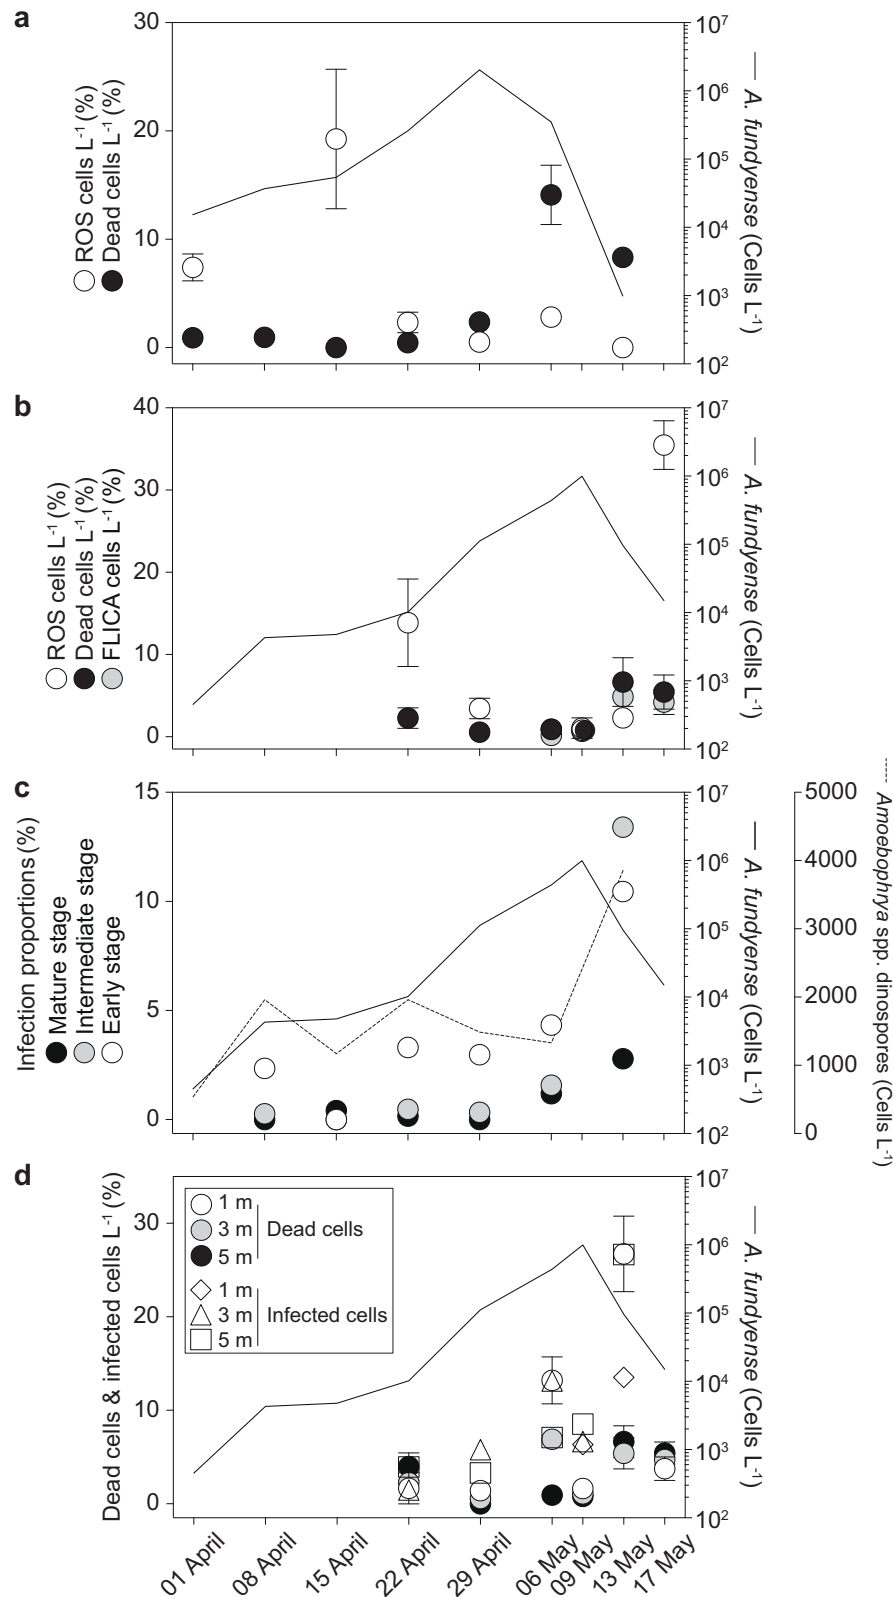 a
30
20
10
0
ROS cells L⁻¹ (%)
Dead cells L⁻¹ (%)
10⁷
10⁶
10⁵
10⁴
10³
10²
A. fundyense (Cells L⁻¹)
b
40
30
20
10
0
ROS cells L⁻¹ (%)
Dead cells L⁻¹ (%)
FLICA cells L⁻¹ (%)
10⁷
10⁶
10⁵
10⁴
10³
10²
A. fundyense (Cells L⁻¹)
c
15
10
5
0
Infection proportions (%)
Mature stage
Intermediate stage
Early stage
10⁷
10⁶
10⁵
10⁴
10³
10²
A. fundyense (Cells L⁻¹)
5000
4000
3000
2000
1000
0
Amoebophrya spp. dinospores (Cells L⁻¹)
d
30
20
10
0
Dead cells & infected cells L⁻¹ (%)
1 m
3 m
5 m
Dead cells
1 m
3 m
5 m
Infected cells
10⁷
10⁶
10⁵
10⁴
10³
10²
A. fundyense (Cells L⁻¹)
01 April
08 April
15 April
22 April
29 April
06 May
09 May
13 May
17 May